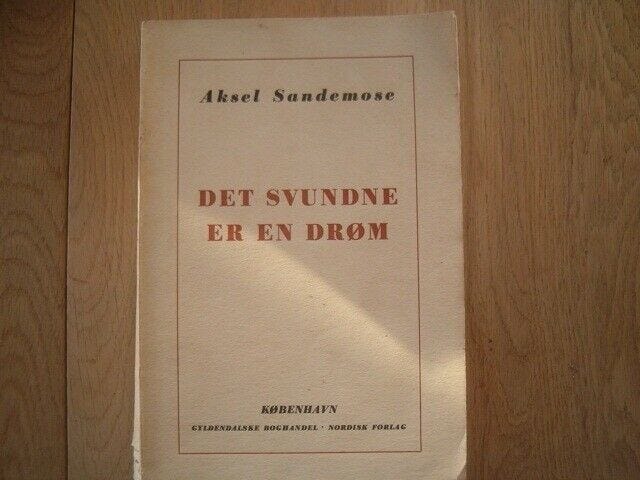 Aksel Sandemose
DET SVUNDNE
ER EN DRØM
KØBENHAVN
GYLDENDALSKE BOGHANDEL · NORDISK FORLAG